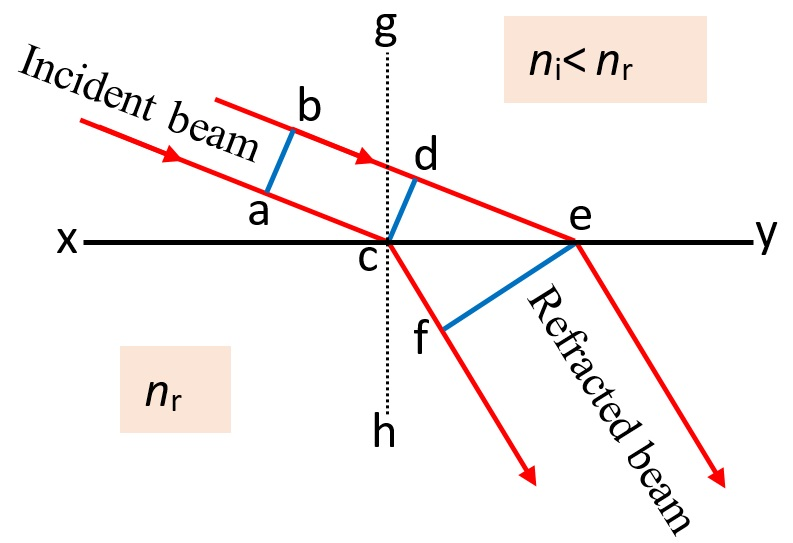 g
nᵢ< nᵣ
Incident beam
b
d
a
e
x
y
c
f
Refracted beam
nᵣ
h